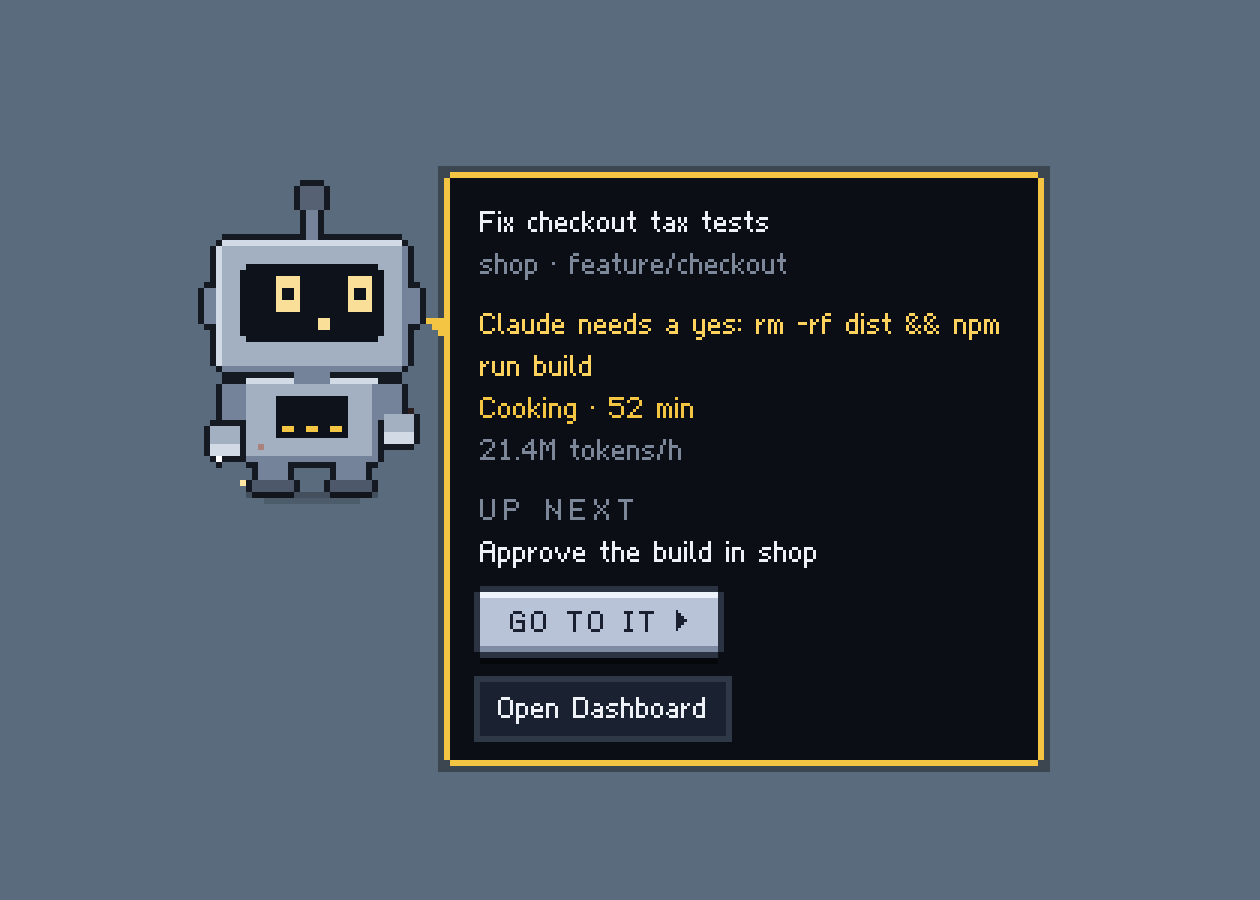 Fix checkout tax tests
shop · feature/checkout
Claude needs a yes: rm -rf dist && npm
run build
Cooking · 52 min
21.4M tokens/h
UP NEXT
Approve the build in shop
GO TO IT
Open Dashboard